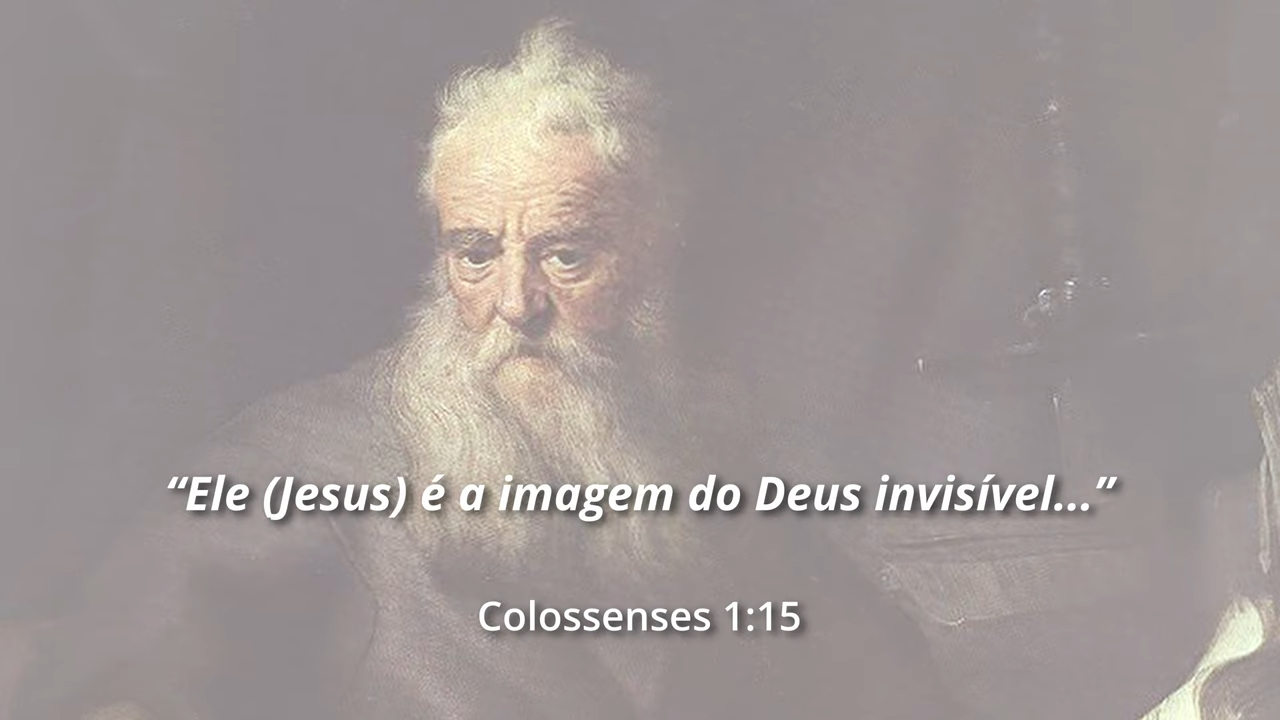 “Ele (Jesus) é a imagem do Deus invisível...”
Colossenses 1:15